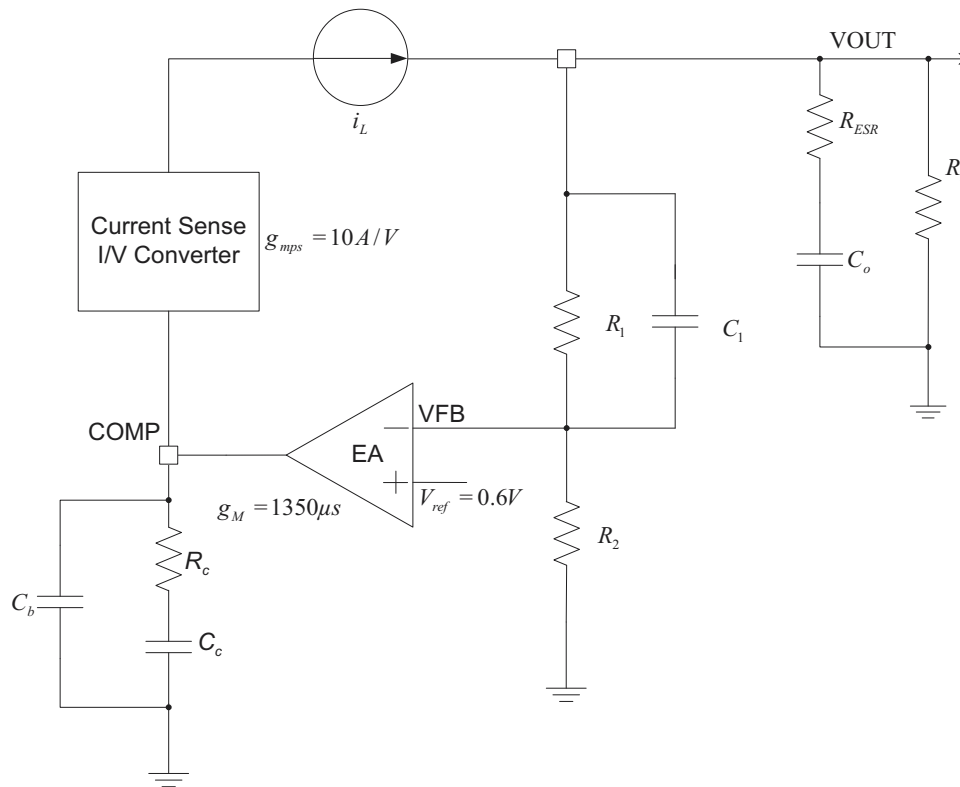 VOUT
i_L
R_ESR
R
Current Sense
I/V Converter
g_mps = 10A/V
C_o
R_1
C_1
COMP
VFB
EA
g_M = 1350μs
V_ref = 0.6V
R_2
R_c
C_b
C_c